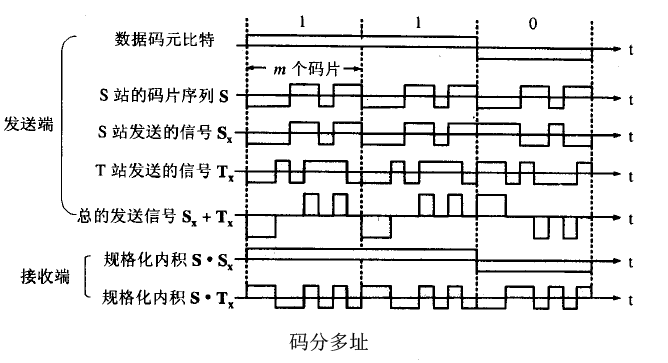 1 1 0
数据码元比特 t
m 个码片
S 站的码片序列 S t
发送端
S 站发送的信号 Sx t
T 站发送的信号 Tx t
总的发送信号 Sx + Tx t
规格化内积 S • Sx t
接收端
规格化内积 S • Tx t
码分多址